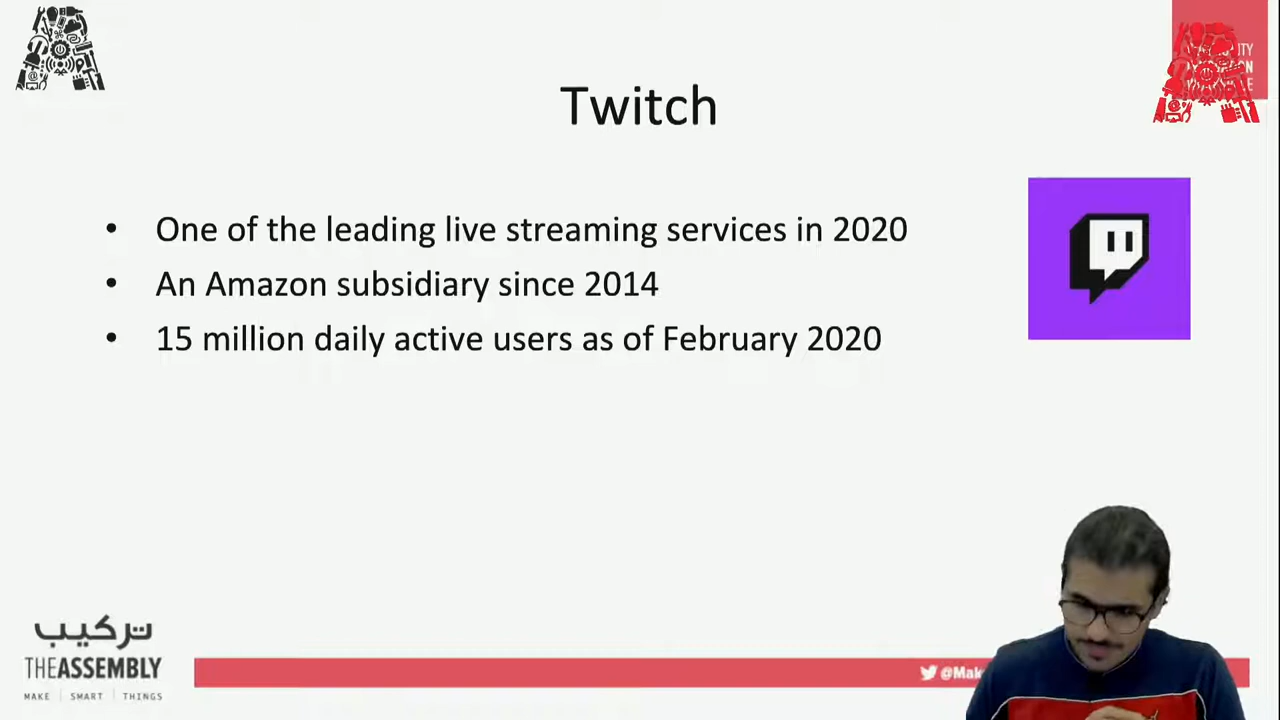 Twitch
• One of the leading live streaming services in 2020
• An Amazon subsidiary since 2014
• 15 million daily active users as of February 2020
تركيب
THEASSEMBLY
MAKE | SMART | THINGS